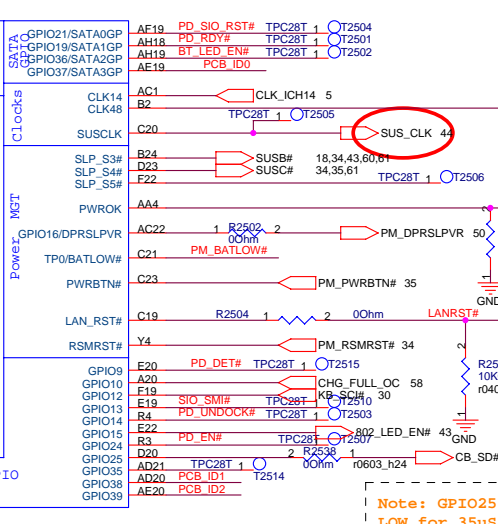 SATA
GPIO
GPIO21/SATA0GP AF19 PD_SIO_RST# TPC28T 1 T2504
GPIO19/SATA1GP AH18 PD_RDY# TPC28T 1 T2501
GPIO36/SATA2GP AH19 BT_LED_EN# TPC28T 1 T2502
GPIO37/SATA3GP AE19 PCB_ID0
Clocks
CLK14 AC1 CLK_ICH14 5
CLK48 B2
TPC28T 1 T2505
SUSCLK C20 SUS_CLK 44
Power MGT
SLP_S3# B24 SUSB# 18,34,43,60,61
SLP_S4# D23 SUSC# 34,35,61
SLP_S5# F22 TPC28T 1 T2506
PWROK AA4 2
GPIO16/DPRSLPVR AC22 1 R2502 2 PM_DPRSLPVR 50
0Ohm
TP0/BATLOW# C21 PM_BATLOW#
PWRBTN# C23 PM_PWRBTN# 35
1
GND
LAN_RST# C19 R2504 1 2 0Ohm LANRST#
RSMRST# Y4 PM_RSMRST# 34
2
GPIO9 E20 PD_DET# TPC28T 1 T2515
R25
10K
r040
GPIO10 A20 CHG_FULL_OC 58
GPIO12 F19 KB_SCI# 30
GPIO13 E19 SIO_SMI# TPC28T 1 T2510
GPIO14 R4 PD_UNDOCK# TPC28T 1 T2503
1
GPIO15 E22 802_LED_EN# 43
GND
GPIO24 R3 PD_EN# TPC28T 1 T2507
GPIO25 D20 2 R2538 1 CB_SD#
0Ohm r0603_h24
GPIO35 AD21 TPC28T 1 T2514
GPIO38 AD20 PCB_ID1
GPIO39 AE20 PCB_ID2
PIO
Note: GPIO25
LOW for 35uS